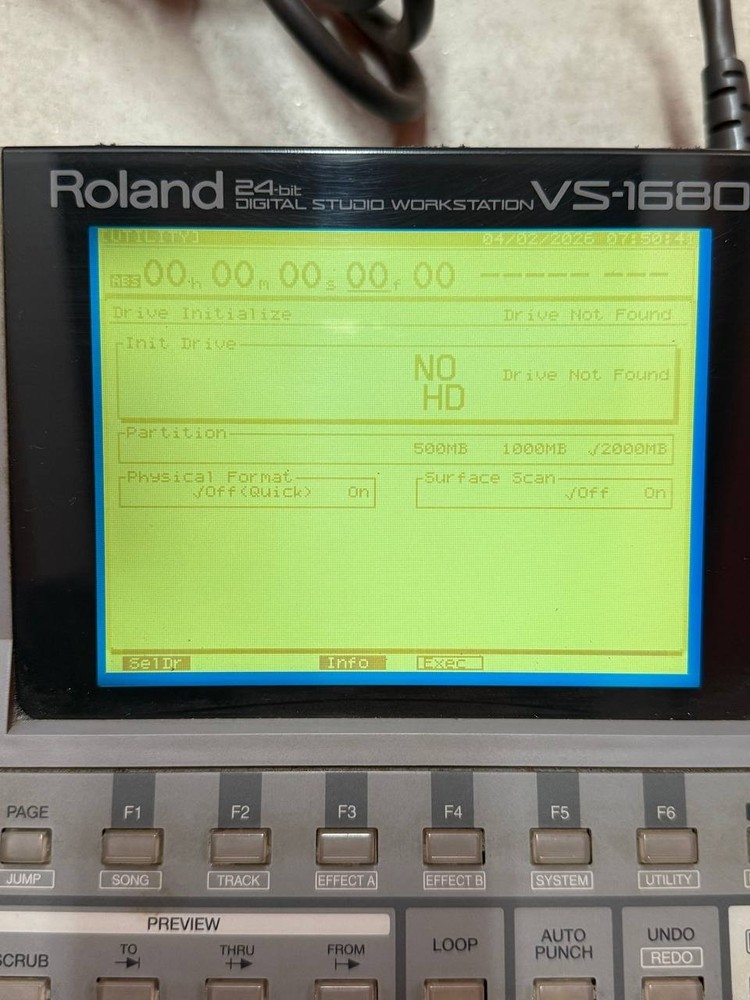 Roland 24-bit DIGITAL STUDIO WORKSTATION VS-1680
[UTILITY] 04/02/2026 07:50:41
ABS 00h 00m 00s 00f 00 ------ ---
Drive Initialize Drive Not Found
Init Drive
NO HD Drive Not Found
Partition
500MB 1000MB √2000MB
Physical Format Surface Scan
√Off(Quick) On √Off On
SelDr Info Exec
PAGE F1 F2 F3 F4 F5 F6
JUMP SONG TRACK EFFECT A EFFECT B SYSTEM UTILITY
PREVIEW
SCRUB TO THRU FROM LOOP AUTO PUNCH UNDO
REDO